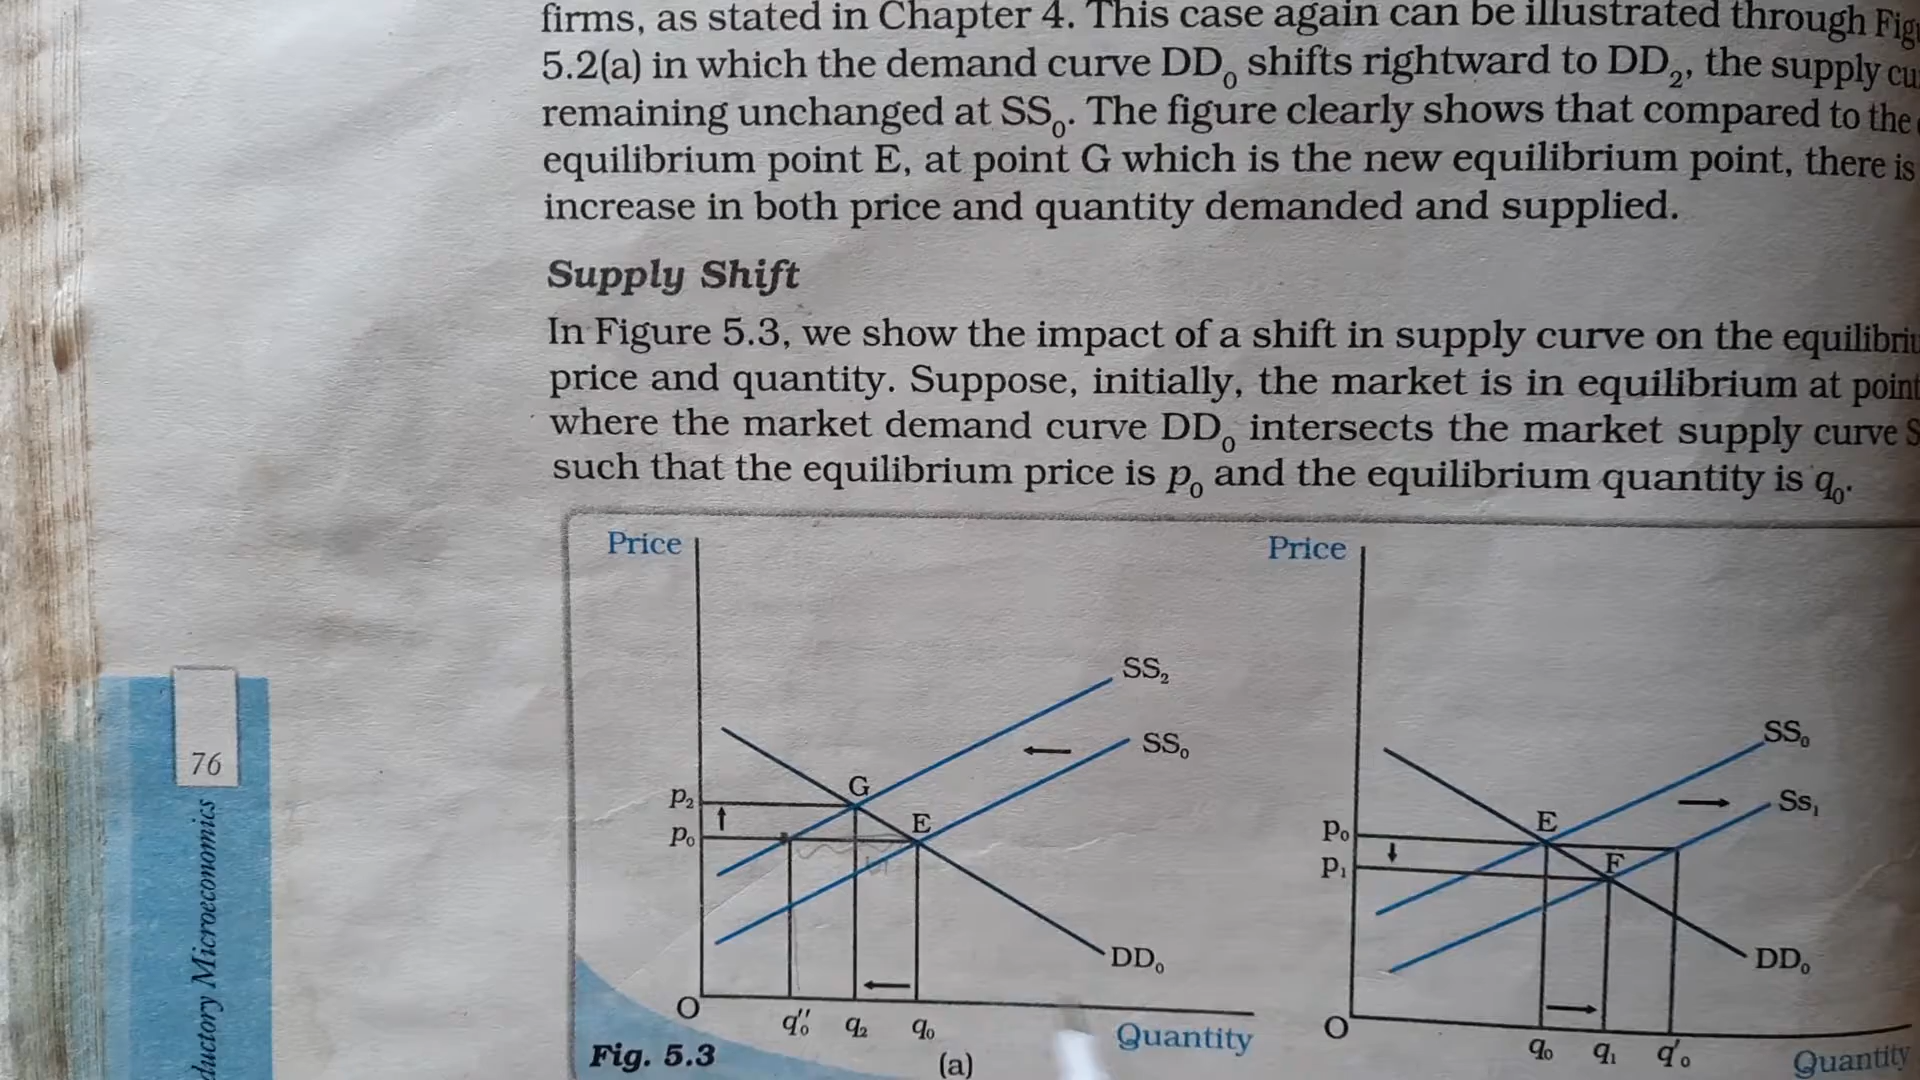 firms, as stated in Chapter 4. This case again can be illustrated through
5.2(a) in which the demand curve DD₀ shifts rightward to DD₂, the supply
remaining unchanged at SS₀. The figure clearly shows that compared to the
equilibrium point E, at point G which is the new equilibrium point, there is
increase in both price and quantity demanded and supplied.
Supply Shift
In Figure 5.3, we show the impact of a shift in supply curve on the
price and quantity. Suppose, initially, the market is in equilibrium at point
where the market demand curve DD₀ intersects the market supply curve
such that the equilibrium price is p₀ and the equilibrium quantity is q₀.
Price
SS₂
SS₀
G
p₂
E
p₀
DD₀
O
q″₀ q₂ q₀
Quantity
Fig. 5.3
(a)
Price
SS₀
Ss₁
E
p₀
F
p₁
DD₀
O
q₀ q₁ q′₀
Quantity
76
ductory Microeconomics